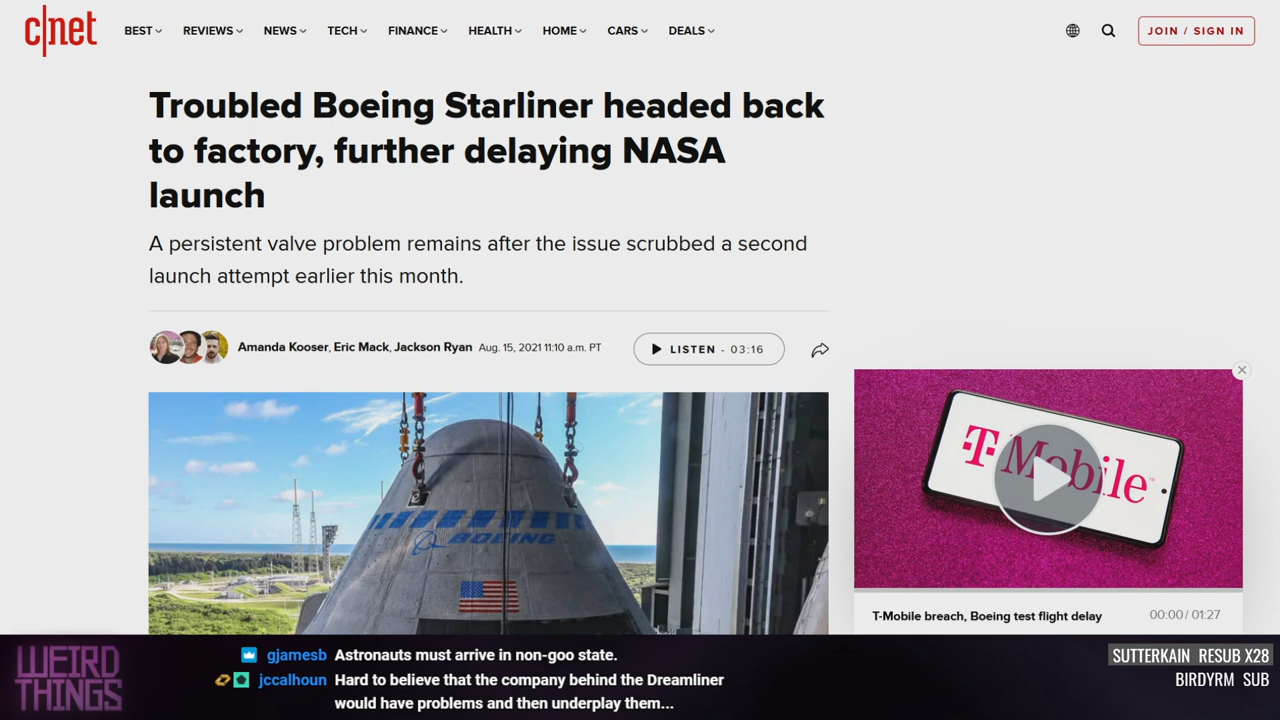 c|net
BEST
REVIEWS
NEWS
TECH
FINANCE
HEALTH
HOME
CARS
DEALS
JOIN / SIGN IN
Troubled Boeing Starliner headed back
to factory, further delaying NASA
launch
A persistent valve problem remains after the issue scrubbed a second
launch attempt earlier this month.
Amanda Kooser, Eric Mack, Jackson Ryan Aug. 15, 2021 11:10 a.m. PT
LISTEN - 03:16
BOEING
T Mobile
T-Mobile breach, Boeing test flight delay 00:00 / 01:27
WEIRD
THINGS
gjamesb Astronauts must arrive in non-goo state.
jccalhoun Hard to believe that the company behind the Dreamliner
would have problems and then underplay them...
SUTTERKAIN RESUB X28
BIRDYRM SUB